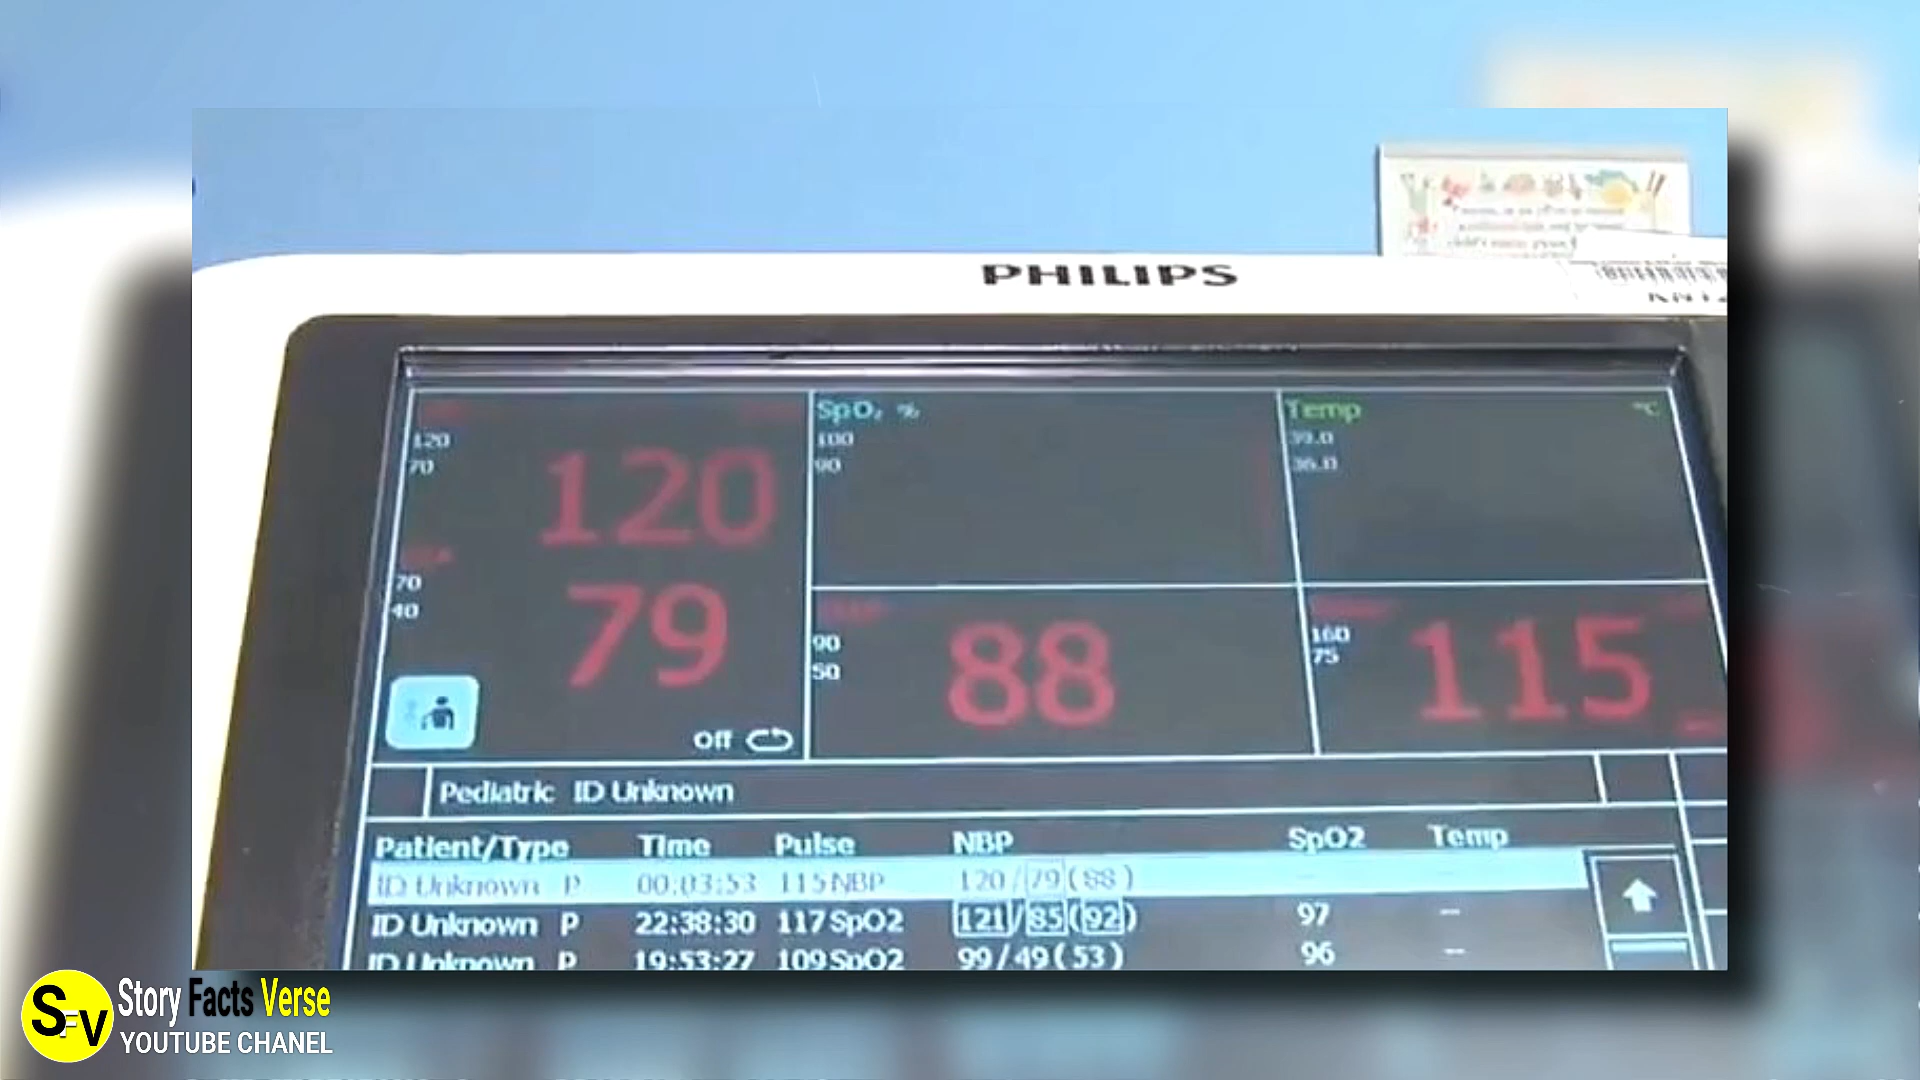 PHILIPS
120
70
120
70
40
79
Off
SpO₂ %
100
90
Temp °C
39.0
36.0
90
50
88
160
75
115
Pediatric ID Unknown
Patient/Type Time Pulse NBP SpO2 Temp
ID Unknown P 00:03:53 115 NBP 120/79(88)
ID Unknown P 22:38:30 117 SpO2 121/85(92) 97 --
ID Unknown P 19:53:27 109 SpO2 99/49(53) 96 --
SFV
Story Facts Verse
YOUTUBE CHANEL